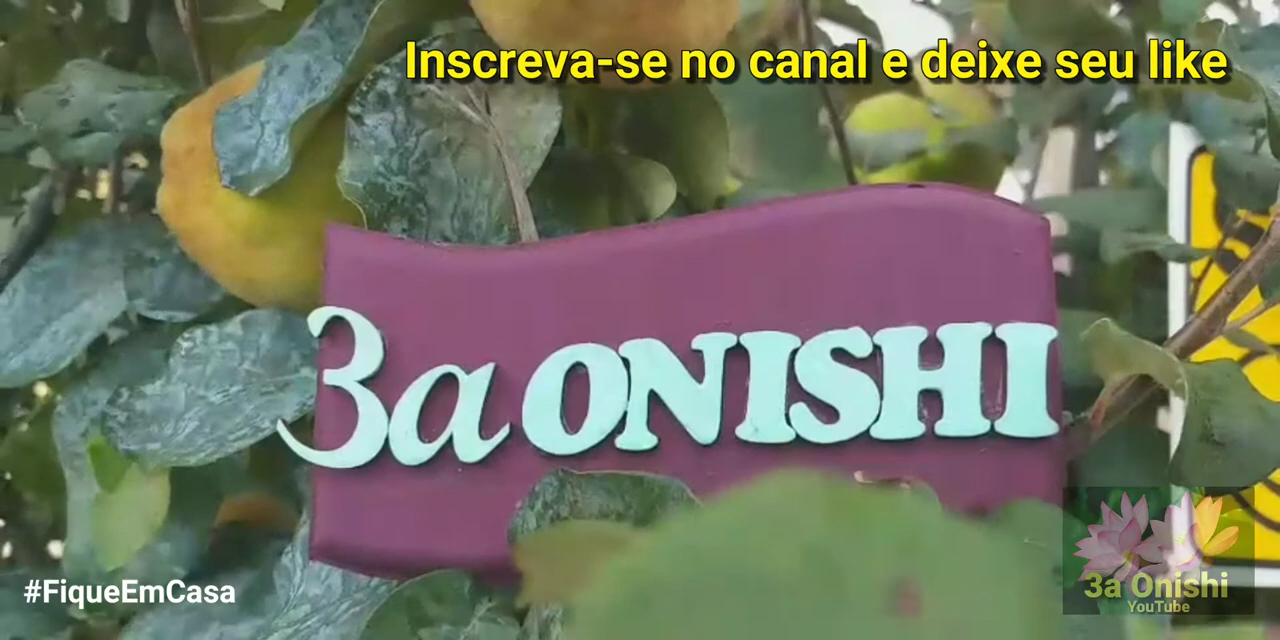 Inscreva-se no canal e deixe seu like
3a ONISHI
#FiqueEmCasa
3a Onishi
YouTube